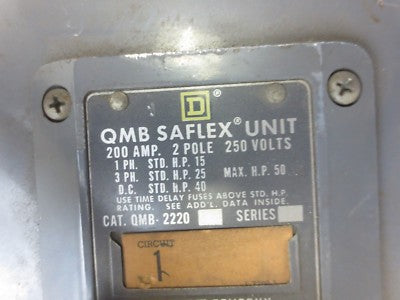 D
QMB SAFLEX® UNIT
200 AMP. 2 POLE 250 VOLTS
1 PH. STD. H.P. 15
3 PH. STD. H.P. 25 MAX. H.P. 50
D.C. STD. H.P. 40
USE TIME DELAY FUSES ABOVE STD. H.P.
RATING. SEE ADD'L. DATA INSIDE.
CAT. QMB-2220 SERIES
CIRCUIT
1